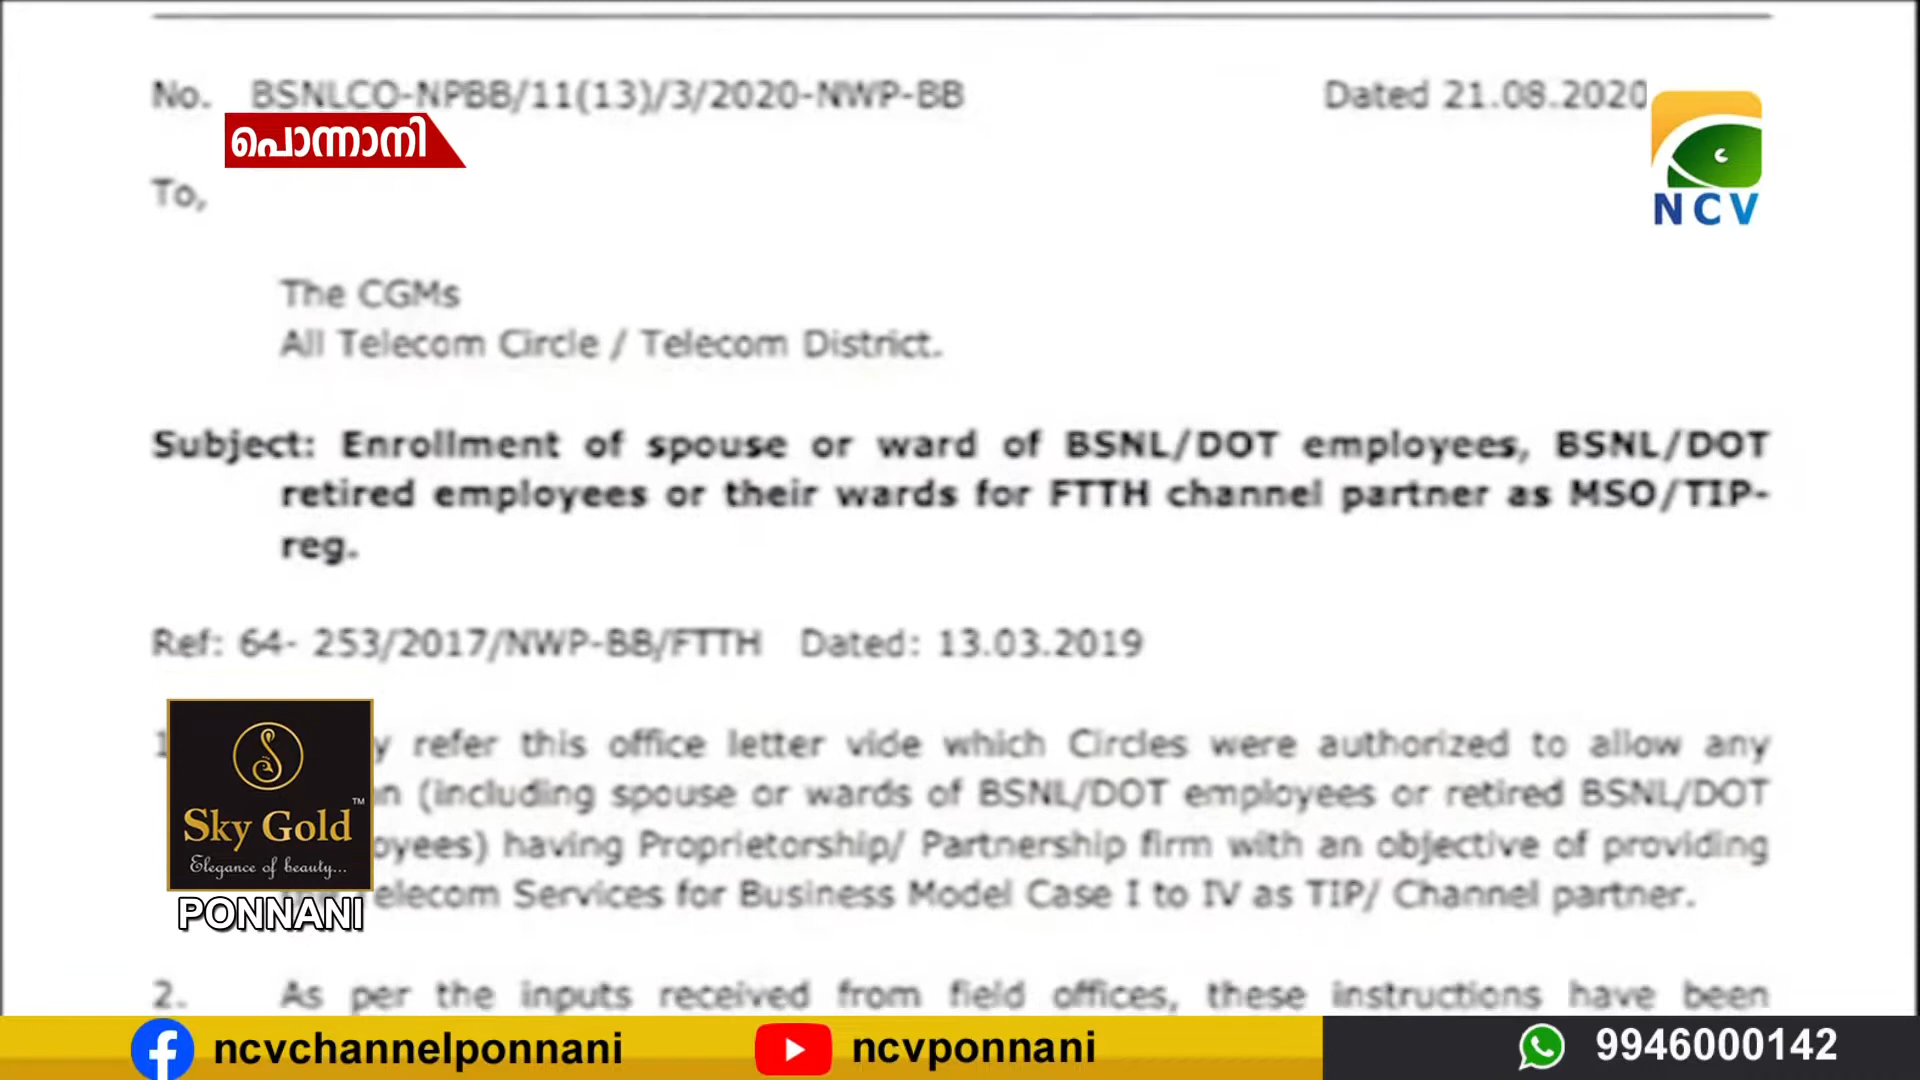 No. BSNLCO-NPBB/11(13)/3/2020-NWP-BB Dated 21.08.2020
പൊന്നാനി
NCV
To,
The CGMs
All Telecom Circle / Telecom District.
Subject: Enrollment of spouse or ward of BSNL/DOT employees, BSNL/DOT
retired employees or their wards for FTTH channel partner as MSO/TIP-
reg.
Ref: 64- 253/2017/NWP-BB/FTTH Dated: 13.03.2019
refer this office letter vide which Circles were authorized to allow any
(including spouse or wards of BSNL/DOT employees or retired BSNL/DOT
having Proprietorship/ Partnership firm with an objective of providing
Telecom Services for Business Model Case I to IV as TIP/ Channel partner.
Sky Gold™
Elegance of beauty...
PONNANI
2. As per the inputs received from field offices, these instructions have been
ncvchannelponnani ncvponnani 9946000142